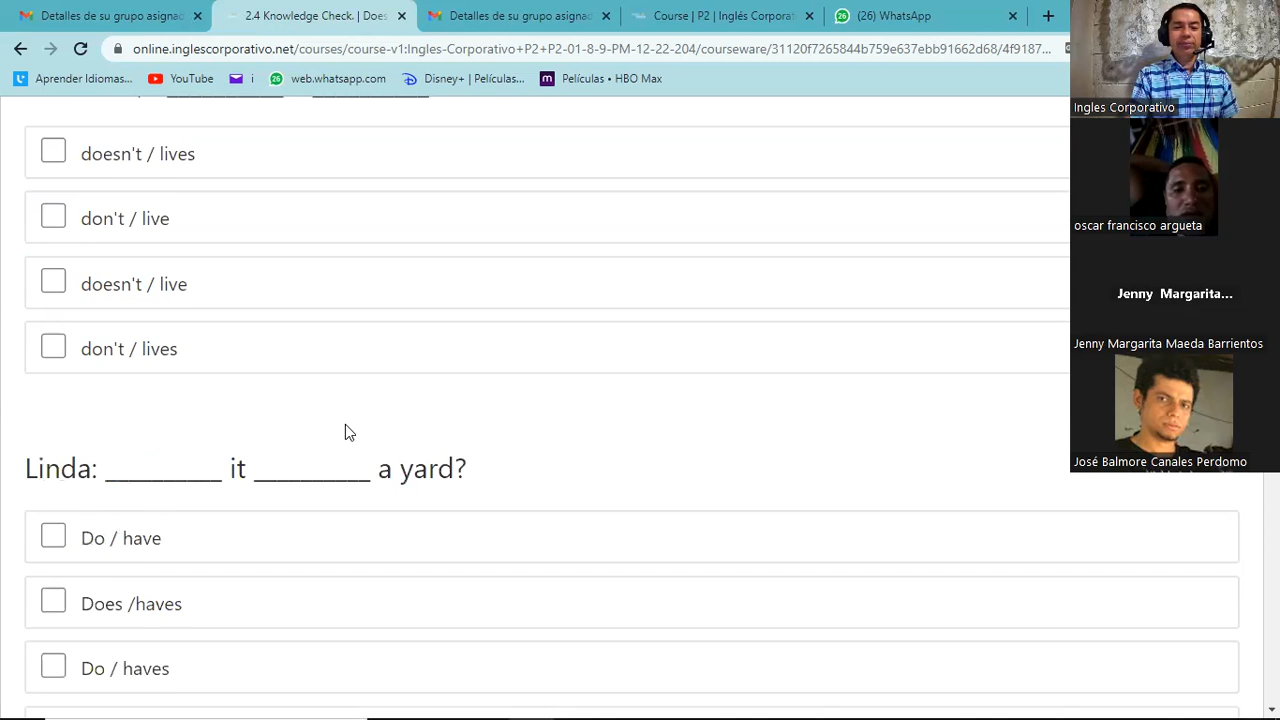 Detalles de su grupo asignad
2.4 Knowledge Check. | Does
Detalles de su grupo asignad
Course | P2 | Inglés Corporat
(26) WhatsApp
online.inglescorporativo.net/courses/course-v1:Ingles-Corporativo+P2+P2-01-8-9-PM-12-22-204/courseware/31120f7265844b759e637ebb91662d68/4f9187...
Aprender Idiomas...
YouTube
i
web.whatsapp.com
Disney+ | Películas...
Películas • HBO Max
Ingles Corporativo
oscar francisco argueta
Jenny Margarita...
Jenny Margarita Maeda Barrientos
José Balmore Canales Perdomo
doesn't / lives
don't / live
doesn't / live
don't / lives
Linda: __________ it __________ a yard?
Do / have
Does /haves
Do / haves